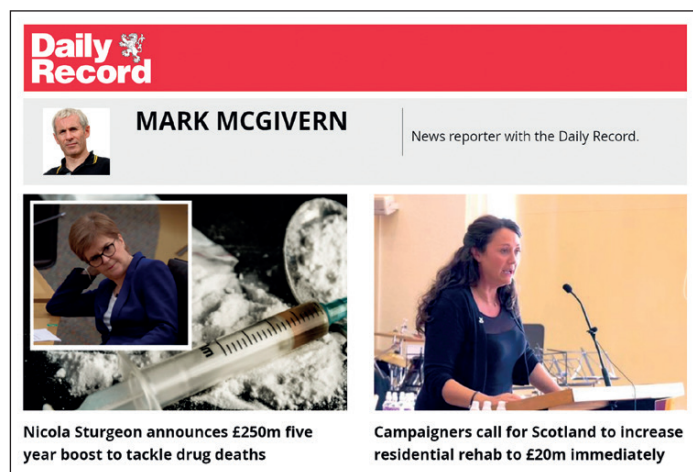 Daily
Record
MARK MCGIVERN
News reporter with the Daily Record.
Nicola Sturgeon announces £250m five
year boost to tackle drug deaths
Campaigners call for Scotland to increase
residential rehab to £20m immediately